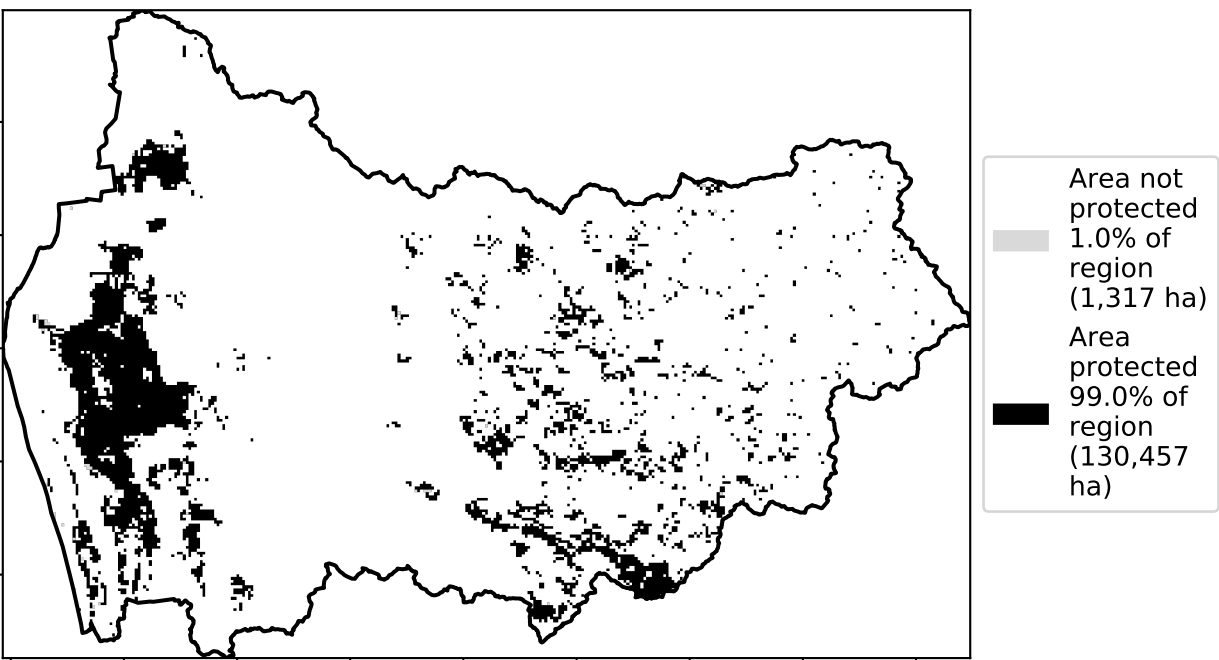 Area not
protected
1.0% of
region
(1,317 ha)
Area
protected
99.0% of
region
(130,457
ha)